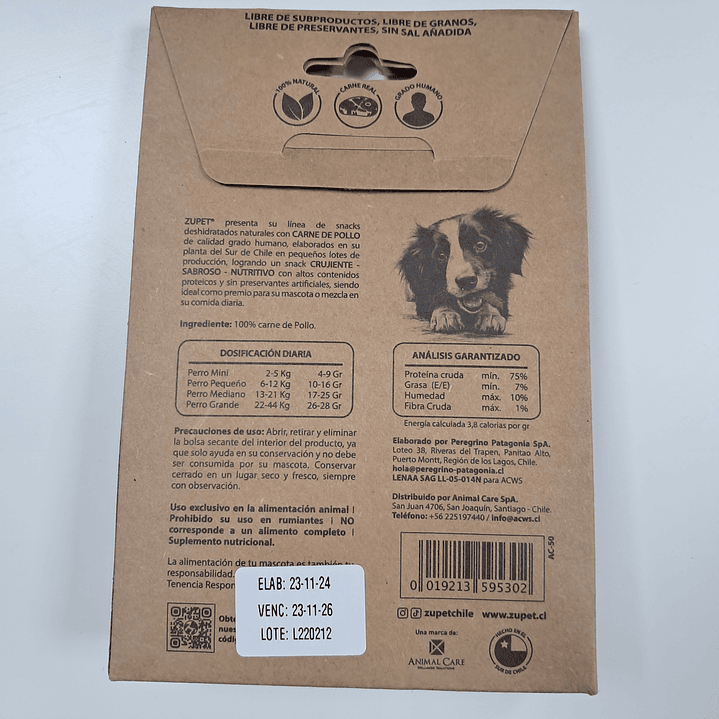 LIBRE DE SUBPRODUCTOS, LIBRE DE GRANOS,
LIBRE DE PRESERVANTES, SIN SAL AÑADIDA
100% NATURAL
CARNE REAL
GRADO HUMANO
ZUPET® presenta su línea de snacks
deshidratados naturales con CARNE DE POLLO
de calidad grado humano, elaborados en su
planta del Sur de Chile en pequeños lotes de
producción, logrando un snack CRUJIENTE -
SABROSO - NUTRITIVO con altos contenidos
proteicos y sin preservantes artificiales, siendo
ideal como premio para su mascota o mezcla en
su comida diaria.
Ingrediente: 100% carne de Pollo.
DOSIFICACIÓN DIARIA
Perro Mini 2-5 Kg 4-9 Gr
Perro Pequeño 6-12 Kg 10-16 Gr
Perro Mediano 13-21 Kg 17-25 Gr
Perro Grande 22-44 Kg 26-28 Gr
Precauciones de uso: Abrir, retirar y eliminar
la bolsa secante del interior del producto, ya
que solo ayuda en su conservación y no debe
ser consumida por su mascota. Conservar
cerrado en un lugar seco y fresco, siempre
con observación.
Uso exclusivo en la alimentación animal |
Prohibido su uso en rumiantes | NO
corresponde a un alimento completo |
Suplemento nutricional.
La alimentación de tu mascota es también tu
responsabilidad.
Tenencia
ELAB: 23-11-24
VENC: 23-11-26
LOTE: L220212
ANÁLISIS GARANTIZADO
Proteína cruda mín. 75%
Grasa (E/E) mín. 7%
Humedad máx. 10%
Fibra Cruda máx. 1%
Energía calculada 3,8 calorias por gr.
Elaborado por Peregrino Patagonia SpA.
Loteo 38, Riveras del Trapen, Panitao Alto,
Puerto Montt, Región de los Lagos, Chile.
hola@peregrino-patagonia.cl
LENAA SAG LL-05-014N para ACWS
Distribuido por Animal Care SpA.
San Juan 4706, San Joaquín, Santiago - Chile.
Teléfono: +56 225197440 / info@acws.cl
AC-50
0 019213 595302
zupetchile www.zupet.cl
Una marca de:
ANIMAL CARE
WELLNESS SOLUTIONS
HECHO EN EL
SUR DE CHILE